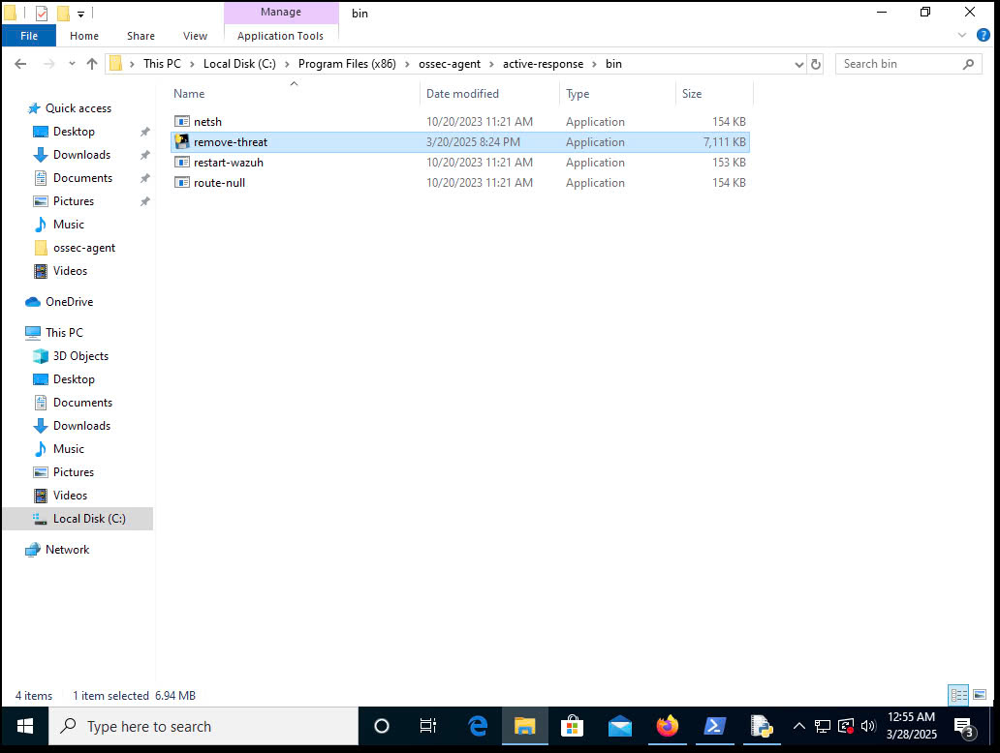 Manage
bin
File
Home
Share
View
Application Tools
This PC
Local Disk (C:)
Program Files (x86)
ossec-agent
active-response
bin
Search bin
Name
Date modified
Type
Size
netsh 10/20/2023 11:21 AM Application 154 KB
remove-threat 3/20/2025 8:24 PM Application 7,111 KB
restart-wazuh 10/20/2023 11:21 AM Application 153 KB
route-null 10/20/2023 11:21 AM Application 154 KB
Quick access
Desktop
Downloads
Documents
Pictures
Music
ossec-agent
Videos
OneDrive
This PC
3D Objects
Desktop
Documents
Downloads
Music
Pictures
Videos
Local Disk (C:)
Network
4 items
1 item selected 6.94 MB
Type here to search
12:55 AM
3/28/2025
3